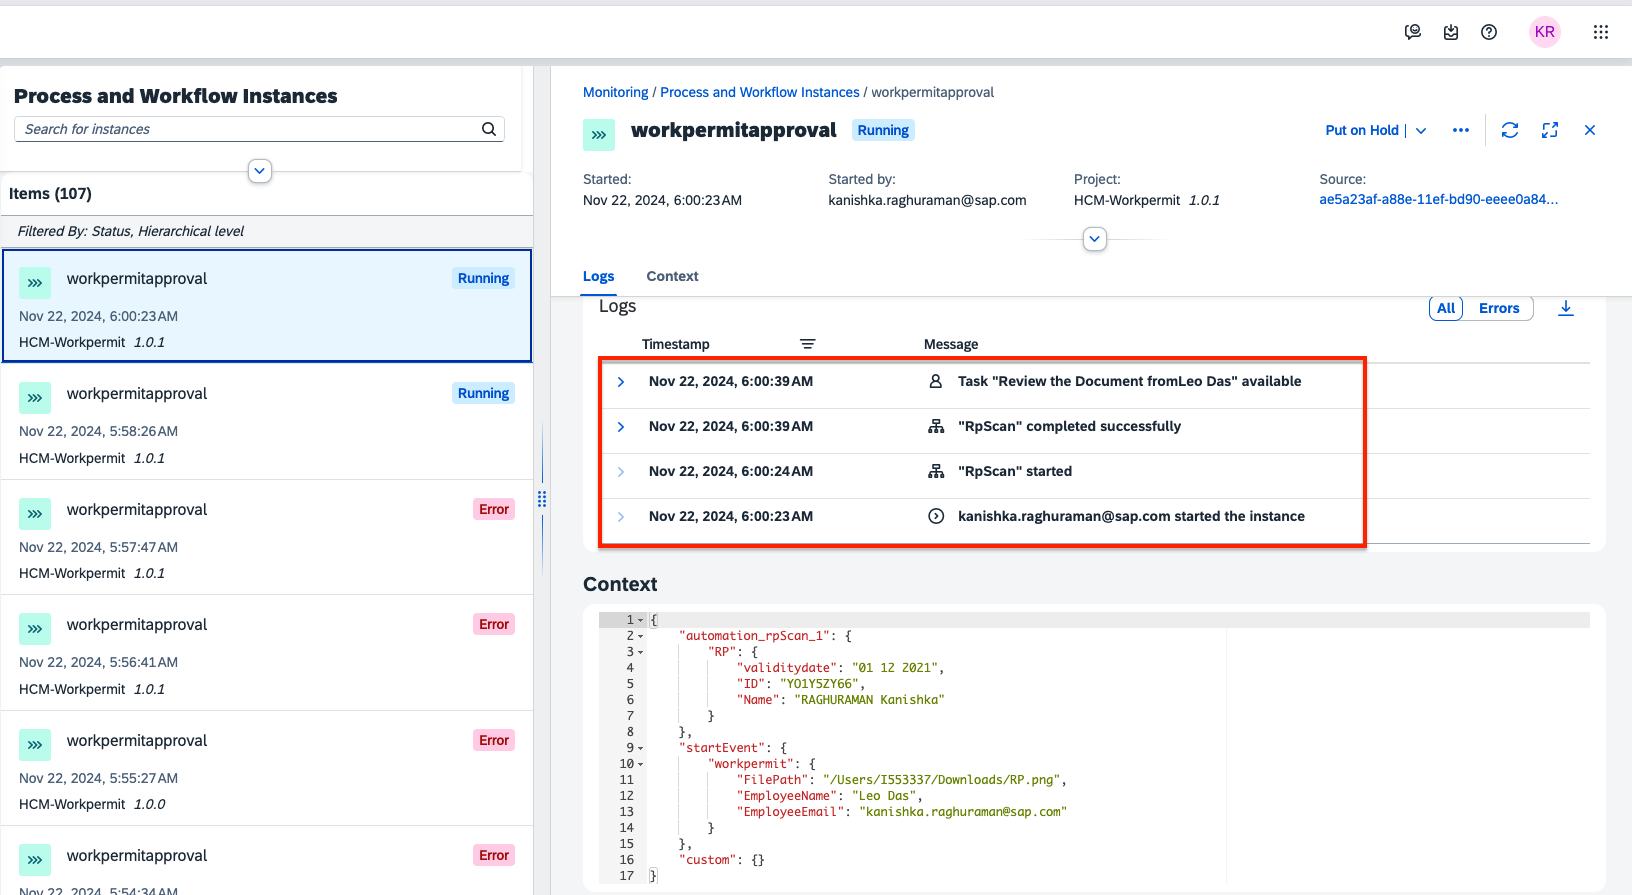 KR
Process and Workflow Instances
Search for instances
Items (107)
Filtered By: Status, Hierarchical level
workpermitapproval Running
Nov 22, 2024, 6:00:23 AM
HCM-Workpermit 1.0.1
workpermitapproval Running
Nov 22, 2024, 5:58:26 AM
HCM-Workpermit 1.0.1
workpermitapproval Error
Nov 22, 2024, 5:57:47 AM
HCM-Workpermit 1.0.1
workpermitapproval Error
Nov 22, 2024, 5:56:41 AM
HCM-Workpermit 1.0.1
workpermitapproval Error
Nov 22, 2024, 5:55:27 AM
HCM-Workpermit 1.0.0
workpermitapproval Error
Nov 22, 2024, 5:54:34 AM
Monitoring / Process and Workflow Instances / workpermitapproval
workpermitapproval Running Put on Hold
Started: Started by: Project: Source:
Nov 22, 2024, 6:00:23 AM kanishka.raghuraman@sap.com HCM-Workpermit 1.0.1 ae5a23af-a88e-11ef-bd90-eeee0a84...
Logs Context
Logs All Errors
Timestamp Message
Nov 22, 2024, 6:00:39 AM Task "Review the Document fromLeo Das" available
Nov 22, 2024, 6:00:39 AM "RpScan" completed successfully
Nov 22, 2024, 6:00:24 AM "RpScan" started
Nov 22, 2024, 6:00:23 AM kanishka.raghuraman@sap.com started the instance
Context
1 {
2 "automation_rpScan_1": {
3 "RP": {
4 "validitydate": "01 12 2021",
5 "ID": "YO1Y5ZY66",
6 "Name": "RAGHURAMAN Kanishka"
7 }
8 },
9 "startEvent": {
10 "workpermit": {
11 "FilePath": "/Users/I553337/Downloads/RP.png",
12 "EmployeeName": "Leo Das",
13 "EmployeeEmail": "kanishka.raghuraman@sap.com"
14 }
15 },
16 "custom": {}
17 }